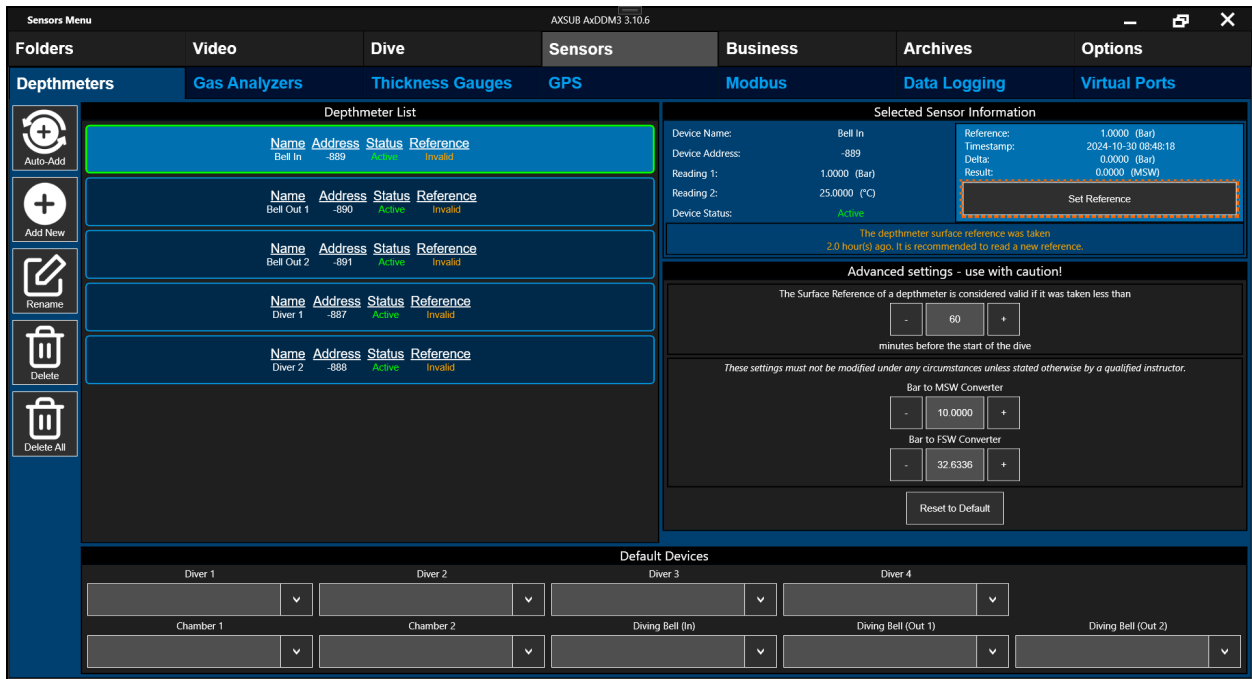 Sensors Menu AXSUB AxDDM3 3.10.6
Folders Video Dive Sensors Business Archives Options
Depthmeters Gas Analyzers Thickness Gauges GPS Modbus Data Logging Virtual Ports
Auto-Add
Add New
Rename
Delete
Delete All
Depthmeter List
Name Address Status Reference
Bell In -889 Active Invalid
Name Address Status Reference
Bell Out 1 -890 Active Invalid
Name Address Status Reference
Bell Out 2 -891 Active Invalid
Name Address Status Reference
Diver 1 -887 Active Invalid
Name Address Status Reference
Diver 2 -888 Active Invalid
Selected Sensor Information
Device Name: Bell In
Device Address: -889
Reading 1: 1.0000 (Bar)
Reading 2: 25.0000 (°C)
Device Status: Active
Reference: 1.0000 (Bar)
Timestamp: 2024-10-30 08:48:18
Delta: 0.0000 (Bar)
Result: 0.0000 (MSW)
Set Reference
The depthmeter surface reference was taken
2.0 hour(s) ago. It is recommended to read a new reference.
Advanced settings - use with caution!
The Surface Reference of a depthmeter is considered valid if it was taken less than
- 60 +
minutes before the start of the dive
These settings must not be modified under any circumstances unless stated otherwise by a qualified instructor.
Bar to MSW Converter
- 10.0000 +
Bar to FSW Converter
- 32.6336 +
Reset to Default
Default Devices
Diver 1 Diver 2 Diver 3 Diver 4
Chamber 1 Chamber 2 Diving Bell (In) Diving Bell (Out 1) Diving Bell (Out 2)